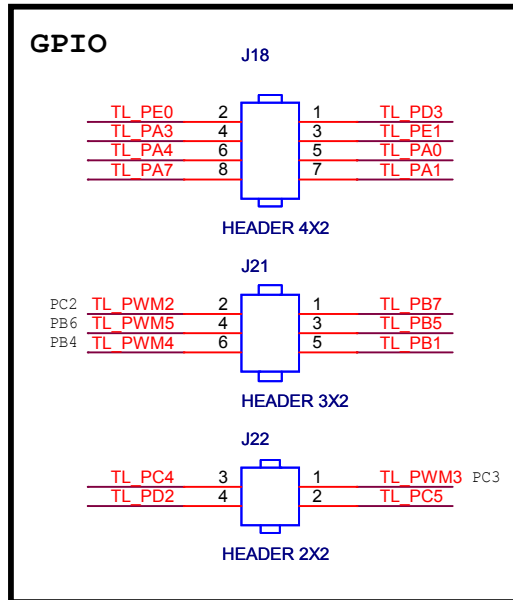 GPIO
J18
TL_PE0 2 1 TL_PD3
TL_PA3 4 3 TL_PE1
TL_PA4 6 5 TL_PA0
TL_PA7 8 7 TL_PA1
HEADER 4X2
J21
PC2 TL_PWM2 2 1 TL_PB7
PB6 TL_PWM5 4 3 TL_PB5
PB4 TL_PWM4 6 5 TL_PB1
HEADER 3X2
J22
TL_PC4 3 1 TL_PWM3 PC3
TL_PD2 4 2 TL_PC5
HEADER 2X2